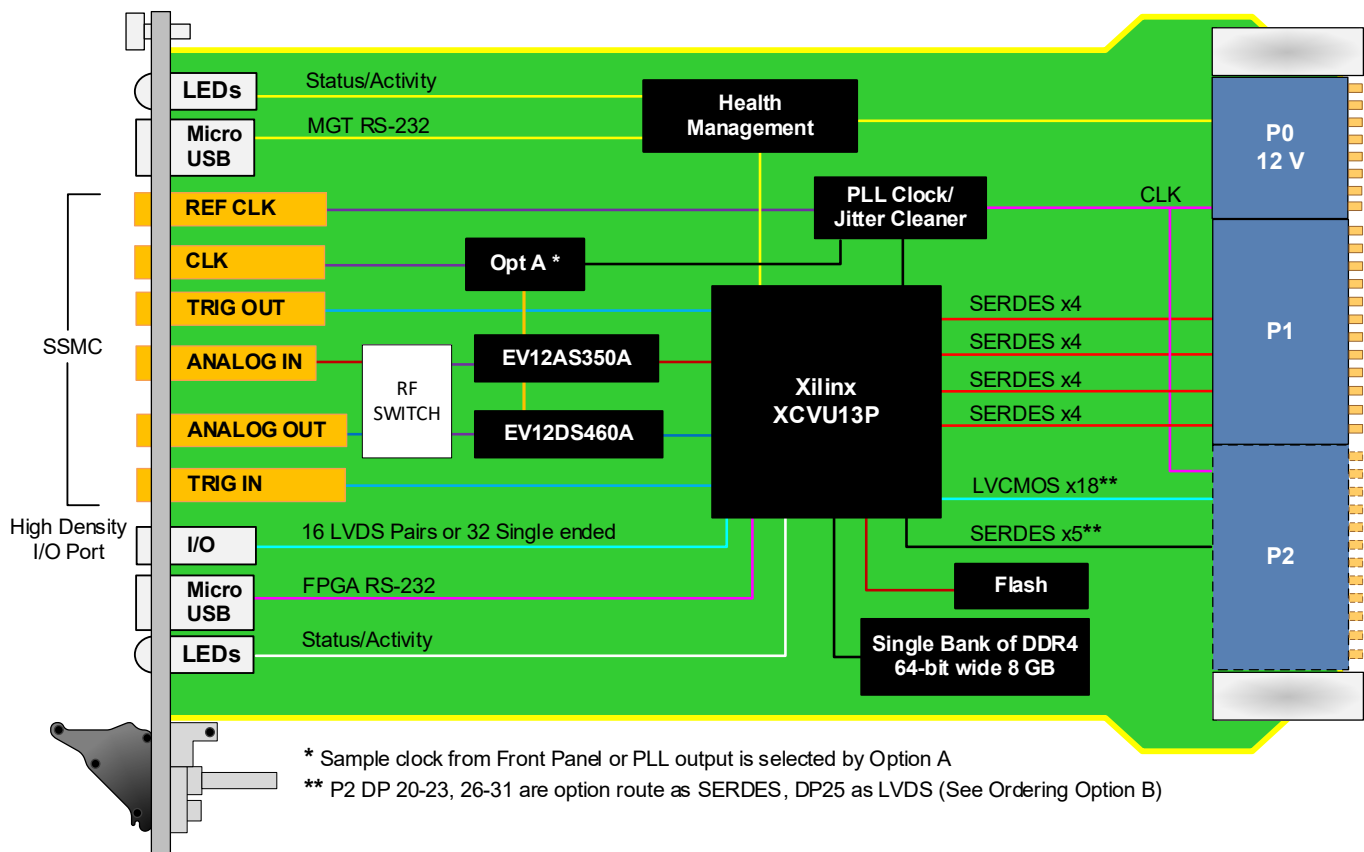 LEDs
Status/Activity
Micro
USB
MGT RS-232
Health
Management
P0
12 V
REF CLK
PLL Clock/
Jitter Cleaner
CLK
CLK
Opt A *
TRIG OUT
SSMC
ANALOG IN
RF
SWITCH
EV12AS350A
ANALOG OUT
EV12DS460A
TRIG IN
Xilinx
XCVU13P
SERDES x4
SERDES x4
SERDES x4
SERDES x4
P1
LVCMOS x18**
SERDES x5**
P2
High Density
I/O Port
I/O
16 LVDS Pairs or 32 Single ended
Micro
USB
FPGA RS-232
LEDs
Status/Activity
Flash
Single Bank of DDR4
64-bit wide 8 GB
* Sample clock from Front Panel or PLL output is selected by Option A
** P2 DP 20-23, 26-31 are option route as SERDES, DP25 as LVDS (See Ordering Option B)